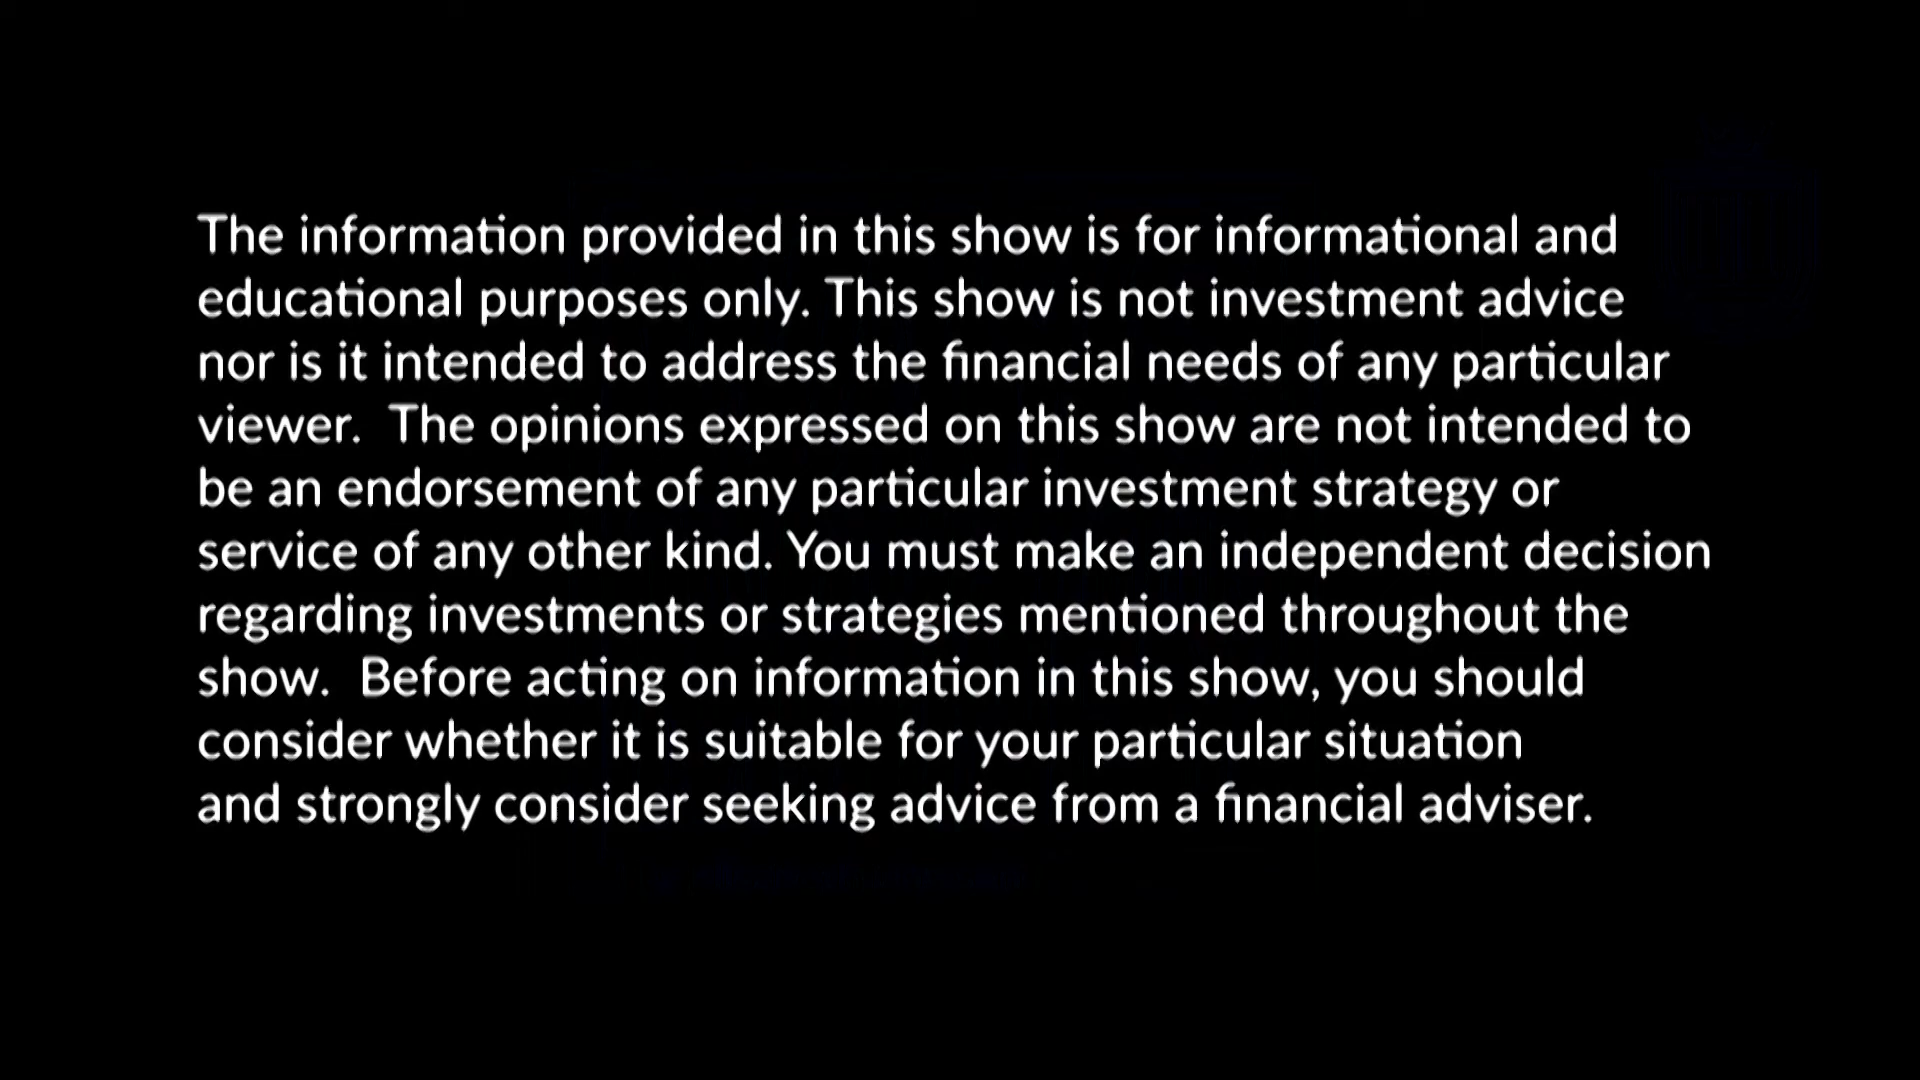 The information provided in this show is for informational and
educational purposes only. This show is not investment advice
nor is it intended to address the financial needs of any particular
viewer.  The opinions expressed on this show are not intended to
be an endorsement of any particular investment strategy or
service of any other kind. You must make an independent decision
regarding investments or strategies mentioned throughout the
show.  Before acting on information in this show, you should
consider whether it is suitable for your particular situation
and strongly consider seeking advice from a financial adviser.